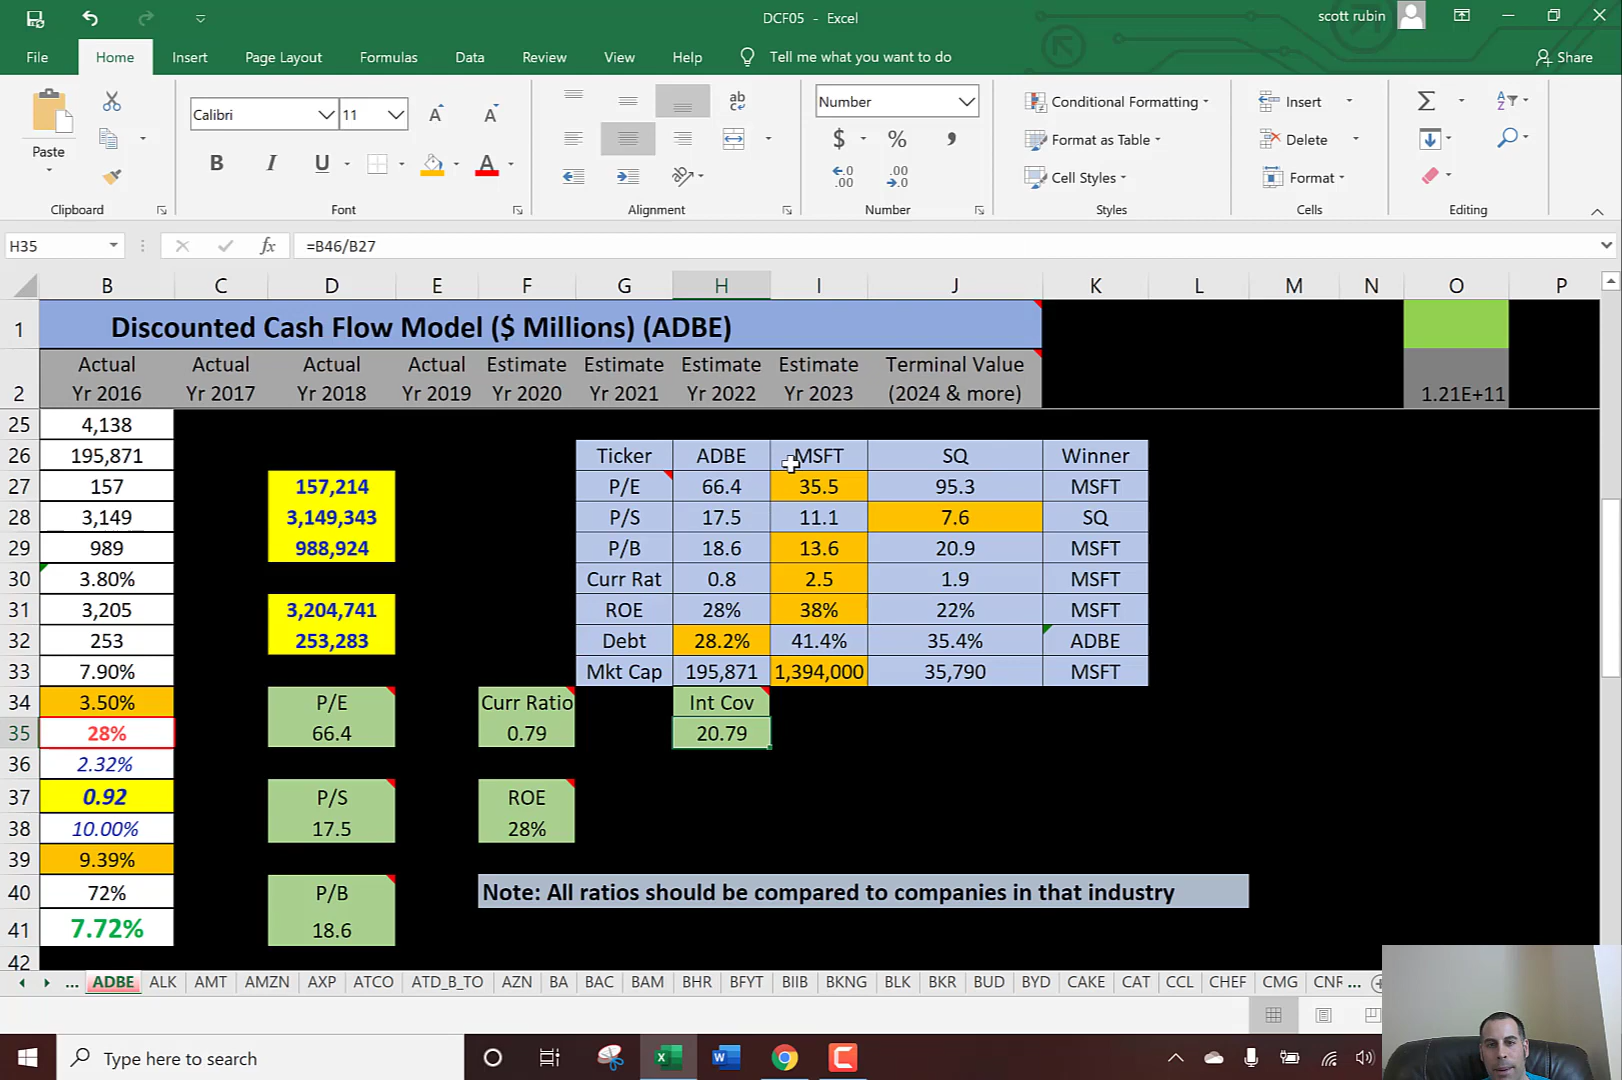 DCF05 - Excel
scott rubin
File Home Insert Page Layout Formulas Data Review View Help Tell me what you want to do Share
Paste
Calibri 11
B I U A
ab
Number
$ % ,
Conditional Formatting
Format as Table
Cell Styles
Insert
Delete
Format
Clipboard Font Alignment Number Styles Cells Editing
H35 fx =B46/B27
B C D E F G H I J K L M N O P
1 Discounted Cash Flow Model ($ Millions) (ADBE)
Actual Actual Actual Actual Estimate Estimate Estimate Estimate Terminal Value
2 Yr 2016 Yr 2017 Yr 2018 Yr 2019 Yr 2020 Yr 2021 Yr 2022 Yr 2023 (2024 & more) 1.21E+11
25 4,138
26 195,871 Ticker ADBE MSFT SQ Winner
27 157 157,214 P/E 66.4 35.5 95.3 MSFT
28 3,149 3,149,343 P/S 17.5 11.1 7.6 SQ
29 989 988,924 P/B 18.6 13.6 20.9 MSFT
30 3.80% Curr Rat 0.8 2.5 1.9 MSFT
31 3,205 3,204,741 ROE 28% 38% 22% MSFT
32 253 253,283 Debt 28.2% 41.4% 35.4% ADBE
33 7.90% Mkt Cap 195,871 1,394,000 35,790 MSFT
34 3.50% P/E Curr Ratio Int Cov
35 28% 66.4 0.79 20.79
36 2.32%
37 0.92 P/S ROE
38 10.00% 17.5 28%
39 9.39%
40 72% P/B Note: All ratios should be compared to companies in that industry
41 7.72% 18.6
42
... ADBE ALK AMT AMZN AXP ATCO ATD_B_TO AZN BA BAC BAM BHR BFYT BIIB BKNG BLK BKR BUD BYD CAKE CAT CCL CHEF CMG CNF ...
Type here to search